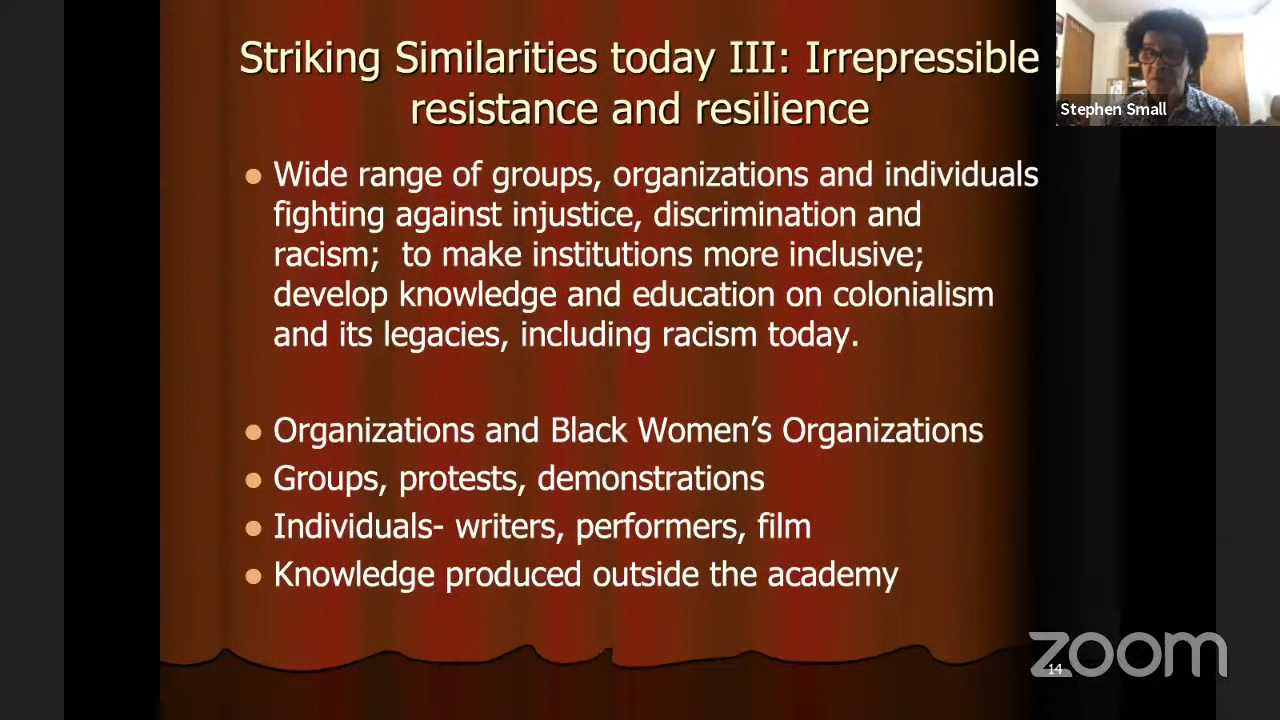 Striking Similarities today III: Irrepressible
resistance and resilience
Stephen Small
● Wide range of groups, organizations and individuals
fighting against injustice, discrimination and
racism;  to make institutions more inclusive;
develop knowledge and education on colonialism
and its legacies, including racism today.
● Organizations and Black Women’s Organizations
● Groups, protests, demonstrations
● Individuals- writers, performers, film
● Knowledge produced outside the academy
zoom
14